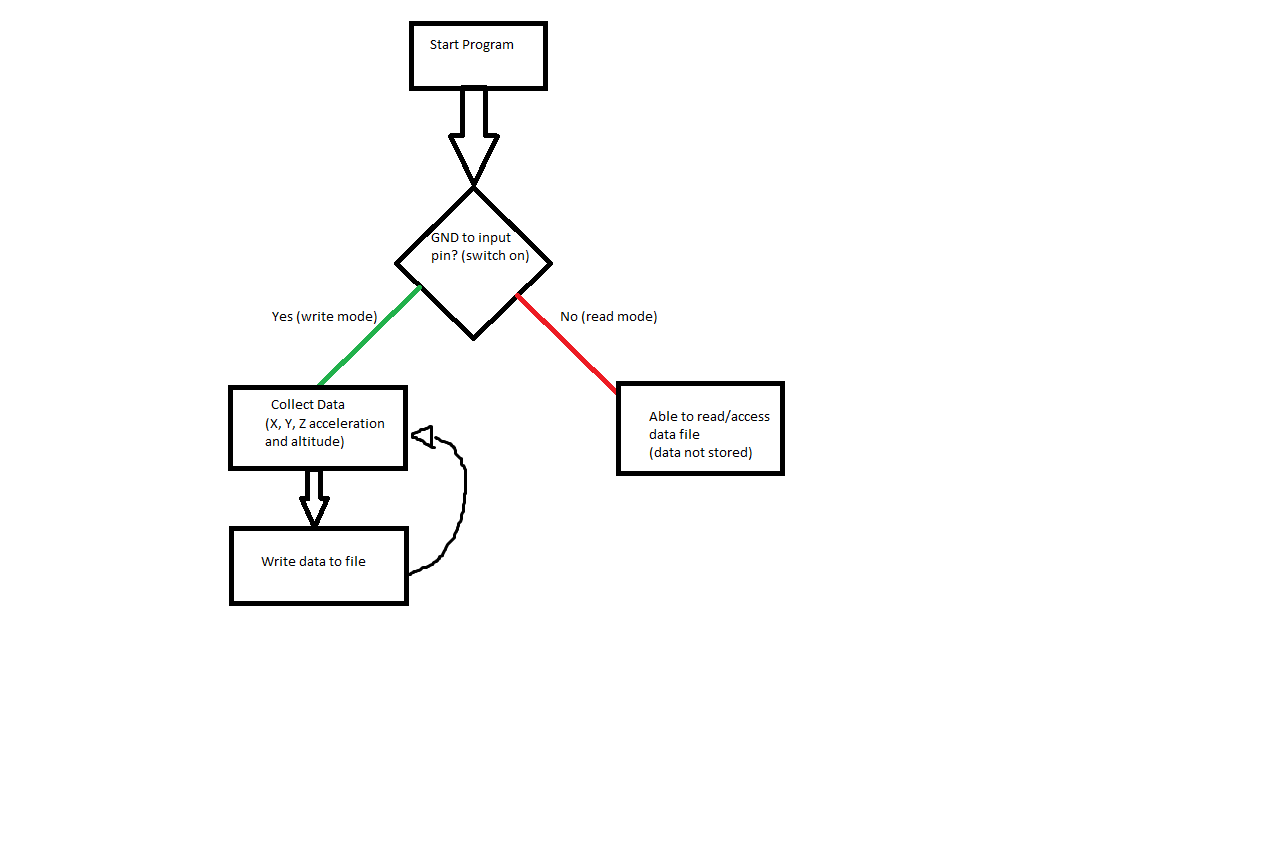 Start Program
GND to input
pin? (switch on)
Yes (write mode)
No (read mode)
Collect Data
(X, Y, Z acceleration
and altitude)
Able to read/access
data file
(data not stored)
Write data to file